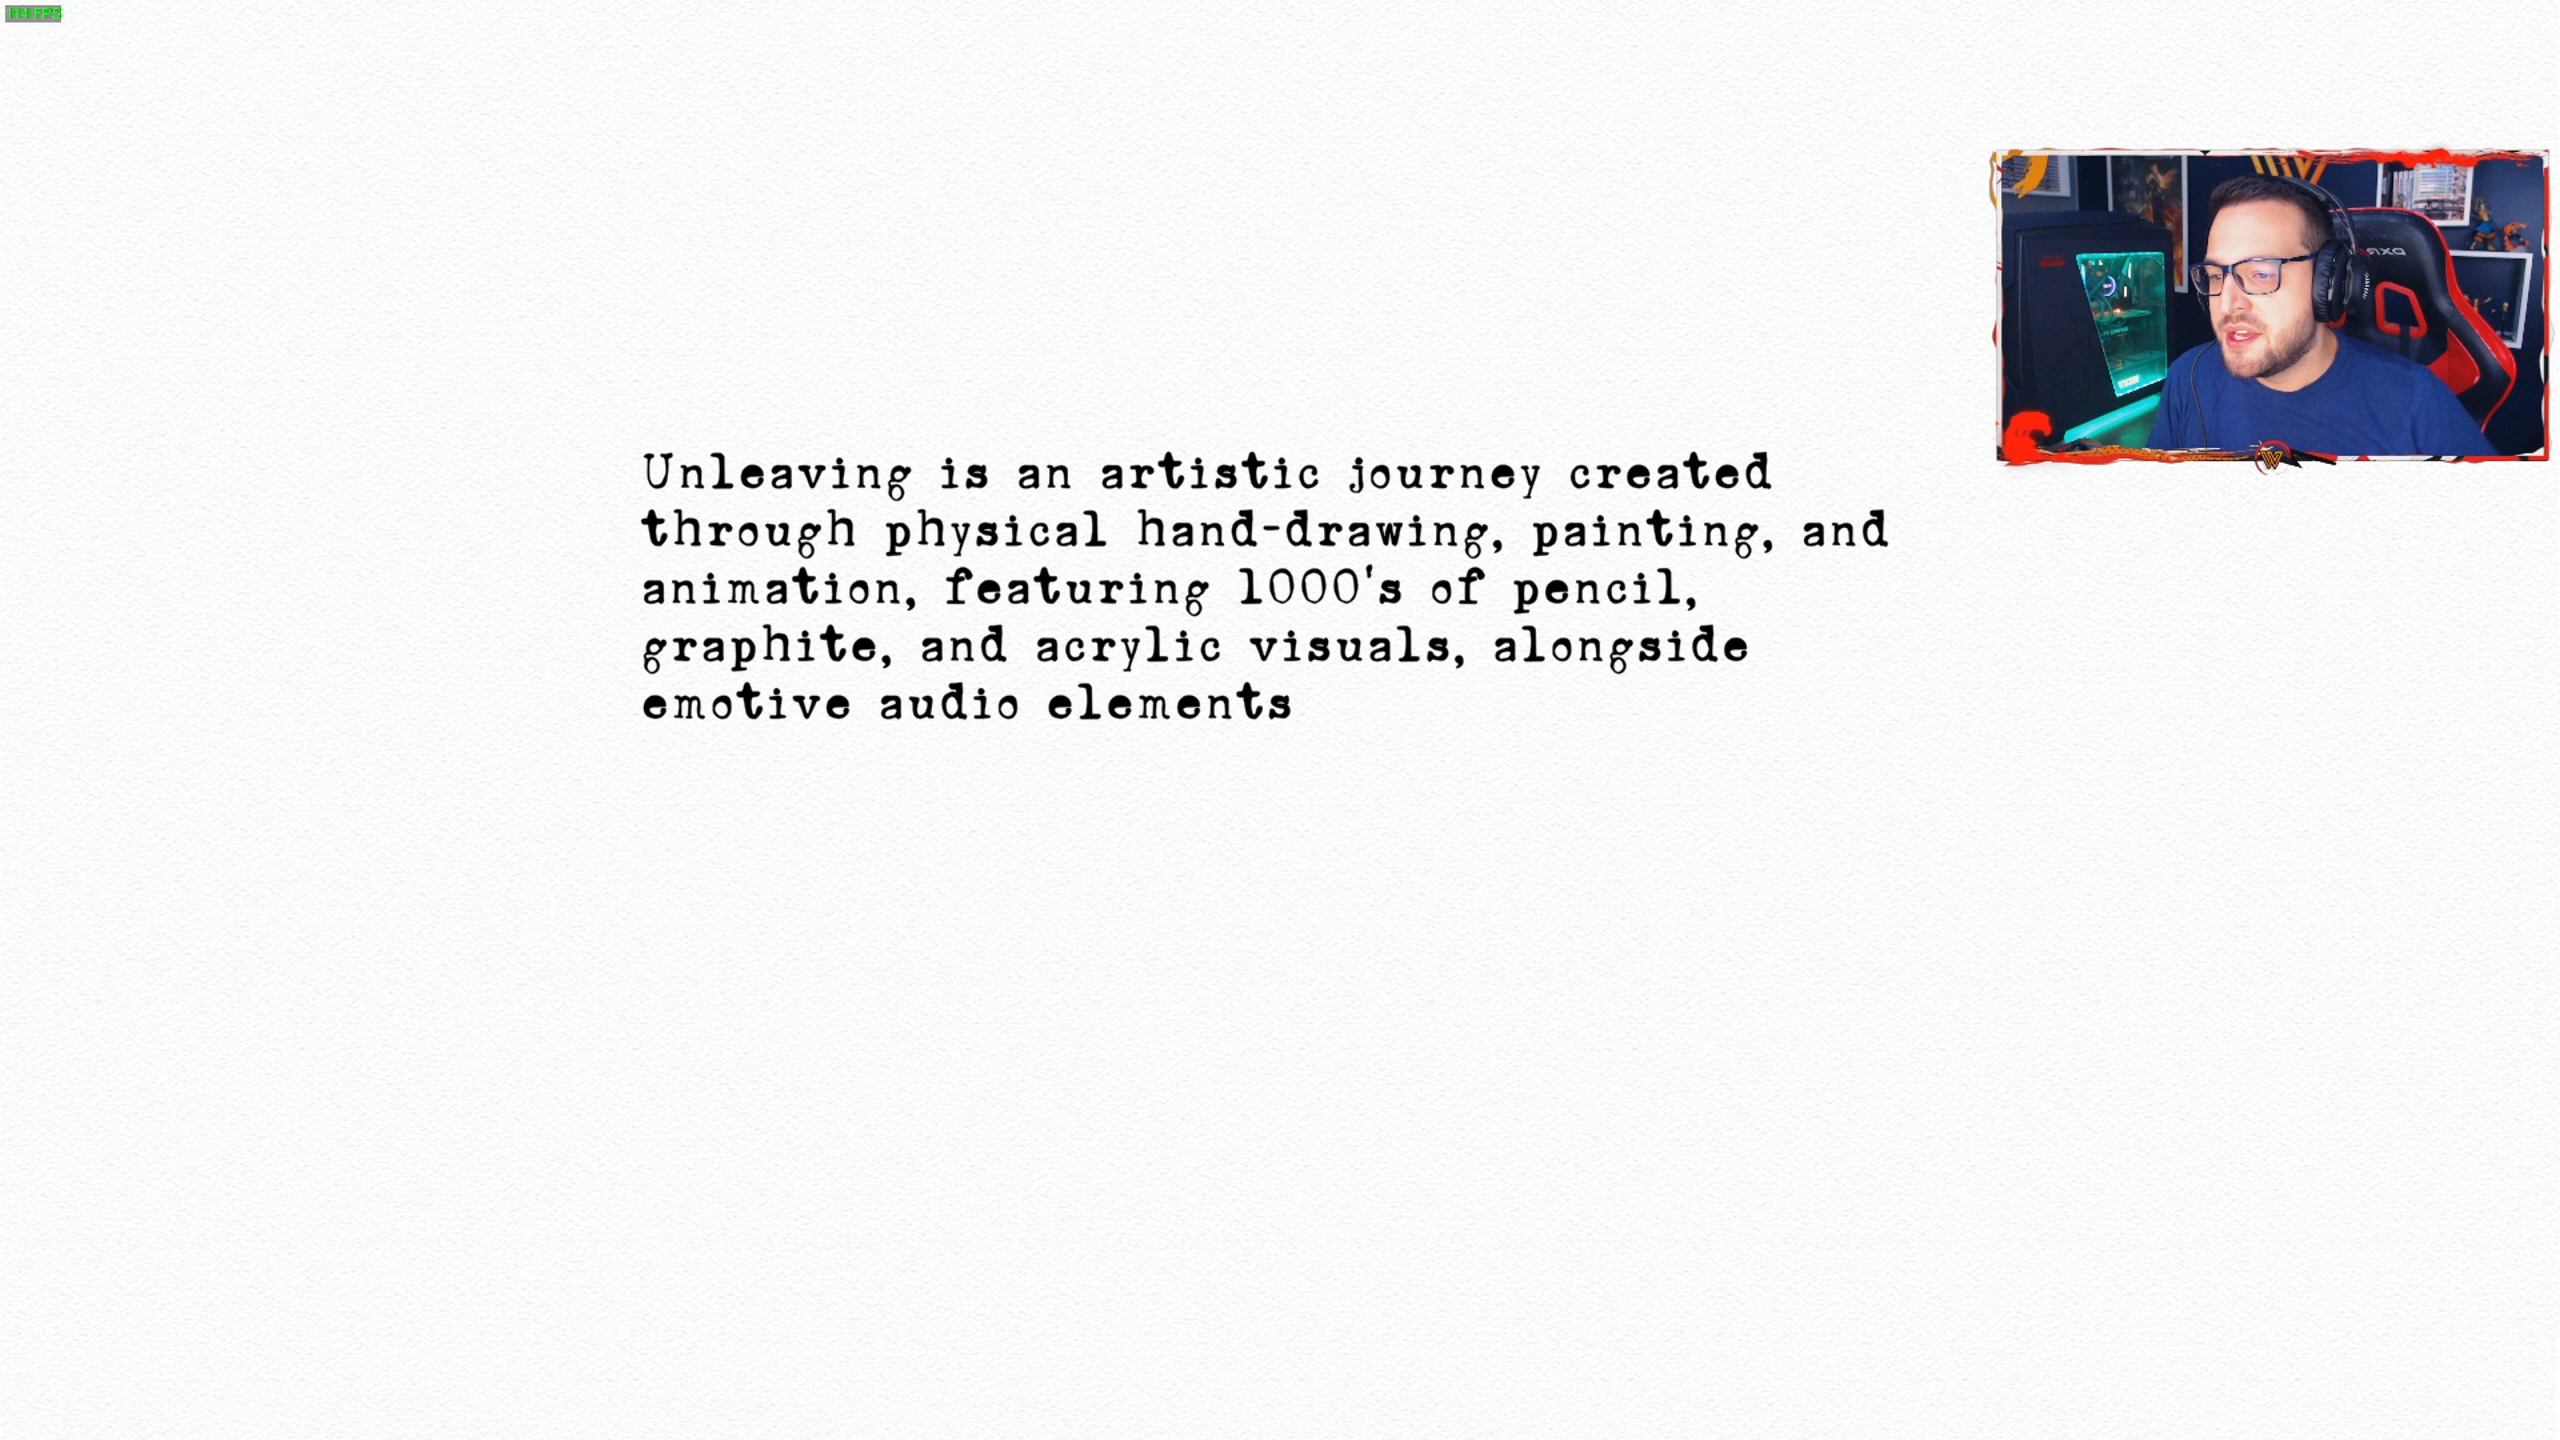 Unleaving is an artistic journey created
through physical hand-drawing, painting, and
animation, featuring 1000's of pencil,
graphite, and acrylic visuals, alongside
emotive audio elements